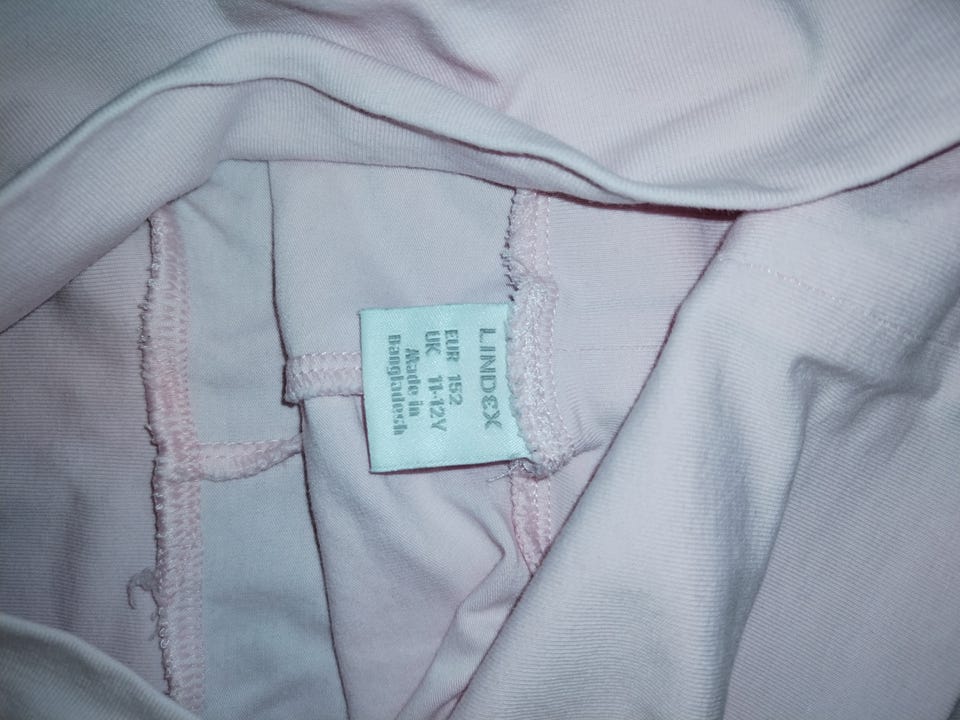 LINDEX
EUR 152
UK 11-12Y
Made in
Bangladesh